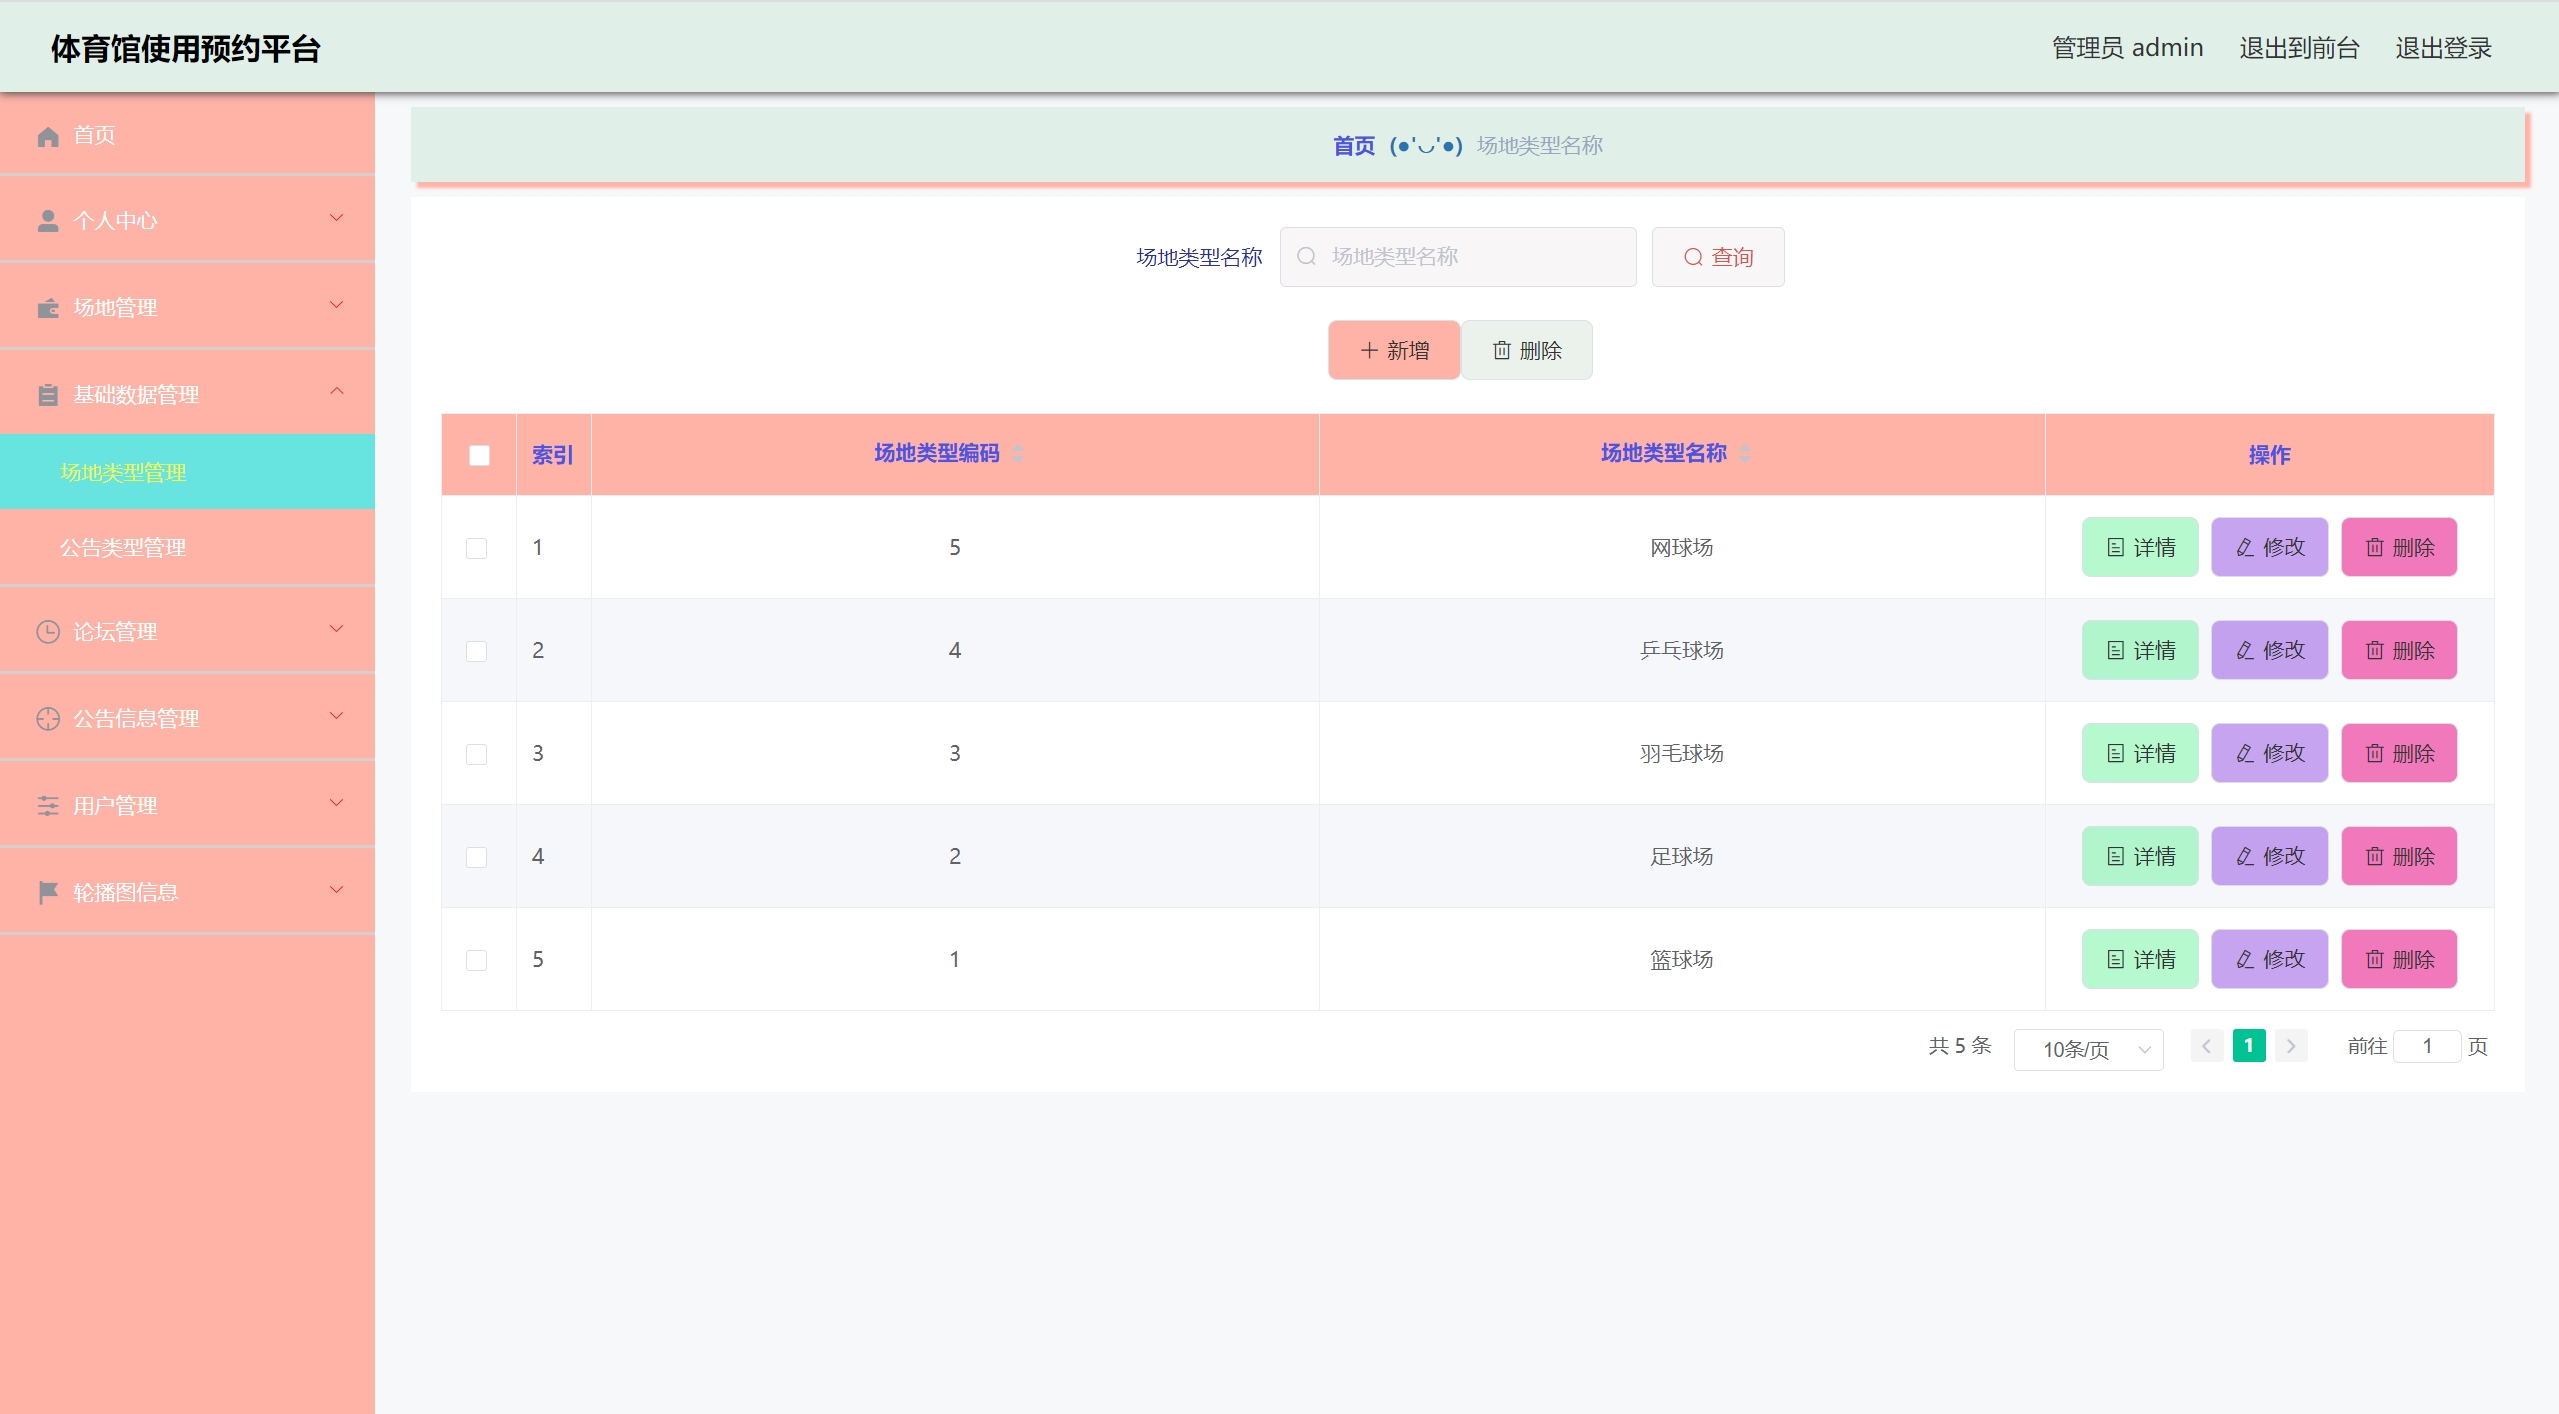 体育馆使用预约平台
管理员 admin 退出到前台 退出登录
首页
个人中心
场地管理
基础数据管理
场地类型管理
公告类型管理
论坛管理
公告信息管理
用户管理
轮播图信息
首页 (●'◡'●) 场地类型名称
场地类型名称 场地类型名称 查询
新增 删除
索引 场地类型编码 场地类型名称 操作
1 5 网球场 详情 修改 删除
2 4 乒乓球场 详情 修改 删除
3 3 羽毛球场 详情 修改 删除
4 2 足球场 详情 修改 删除
5 1 篮球场 详情 修改 删除
共 5 条 10条/页 1 前往 1 页